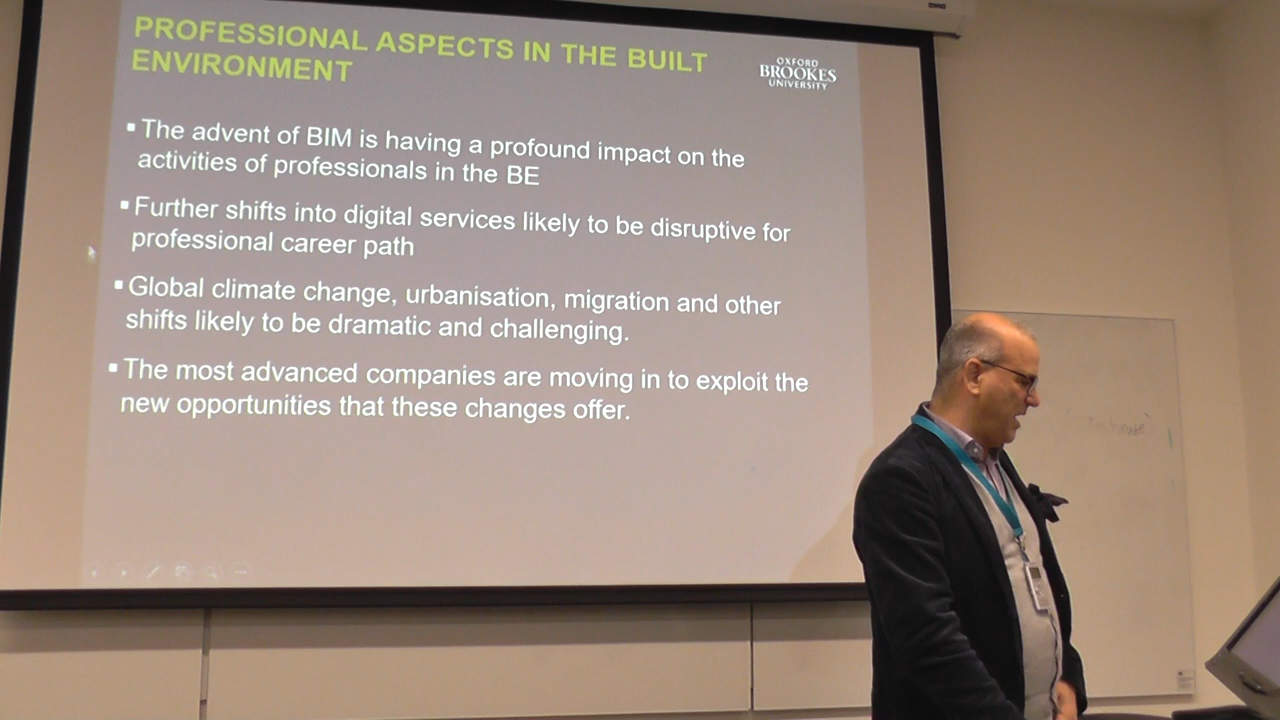 PROFESSIONAL ASPECTS IN THE BUILT
ENVIRONMENT
OXFORD
BROOKES
UNIVERSITY
▪ The advent of BIM is having a profound impact on the
activities of professionals in the BE
▪ Further shifts into digital services likely to be disruptive for
professional career path
▪ Global climate change, urbanisation, migration and other
shifts likely to be dramatic and challenging.
▪ The most advanced companies are moving in to exploit the
new opportunities that these changes offer.